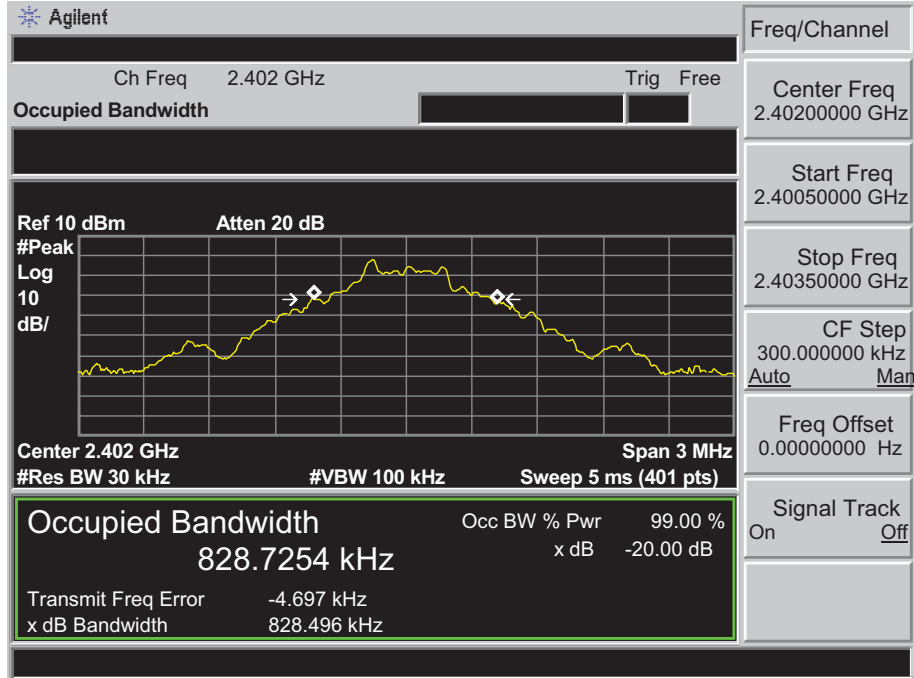 Agilent
Ch Freq 2.402 GHz Trig Free
Occupied Bandwidth
Ref 10 dBm Atten 20 dB
#Peak
Log
10
dB/
Center 2.402 GHz Span 3 MHz
#Res BW 30 kHz #VBW 100 kHz Sweep 5 ms (401 pts)
Occupied Bandwidth Occ BW % Pwr 99.00 %
828.7254 kHz x dB -20.00 dB
Transmit Freq Error -4.697 kHz
x dB Bandwidth 828.496 kHz
Freq/Channel
Center Freq
2.40200000 GHz
Start Freq
2.40050000 GHz
Stop Freq
2.40350000 GHz
CF Step
300.000000 kHz
Auto Man
Freq Offset
0.00000000 Hz
Signal Track
On Off